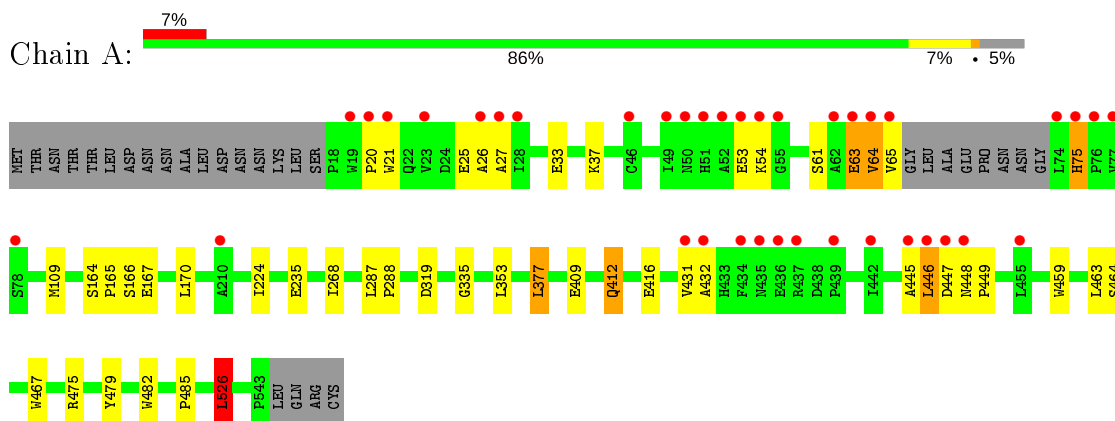 7%
Chain A:
86% 7% • 5%
MET THR ASN THR THR LEU ASP ASN ASN ALA LEU ASP ASN ASN LYS LEU SER P18 W19 P20 W21 Q22 V23 D24 E25 A26 A27 I28 E33 K37 C46 I49 N50 H51 A52 E53 K54 G55 S61 A62 E63 V64 V65 GLY LEU ALA GLU PRO ASN ASN GLY L74 H75 P76 V77
S78 M109 S164 P165 S166 E167 L170 A210 I224 E235 I268 L287 P288 D319 G335 L353 L377 E409 Q412 E416 V431 A432 H433 F434 N435 E436 R437 D438 P439 I442 A445 L446 D447 N448 P449 L455 W459 L463 S464
W467 R475 Y479 W482 P485 L526 P543 LEU GLN ARG CYS